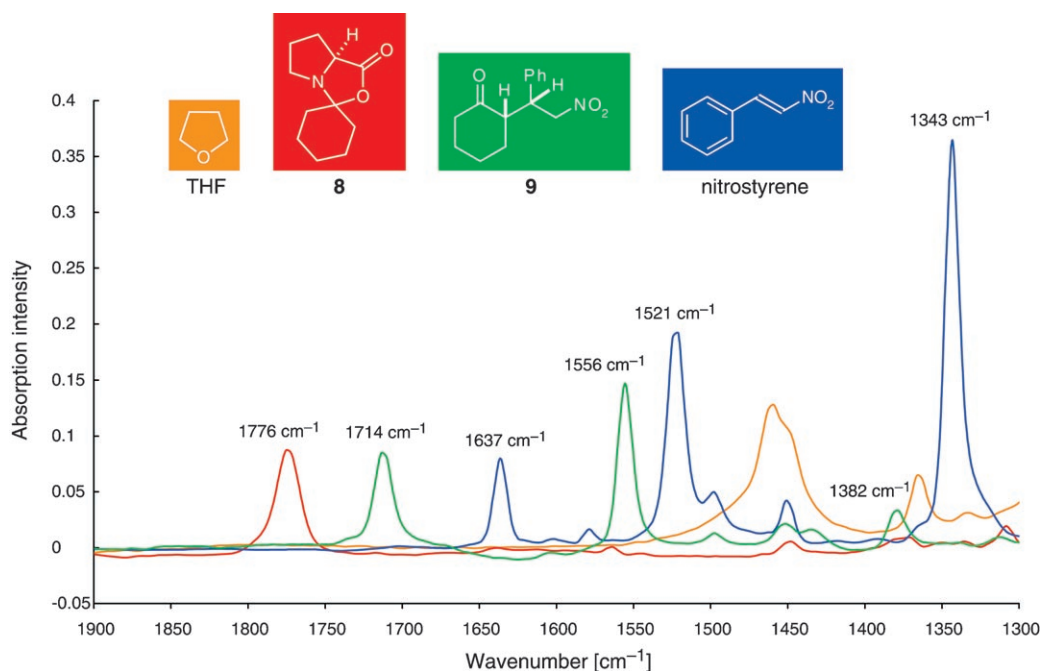 H
O
N
O
O
Ph
O
H
H
NO2
NO2
O
THF
8
9
nitrostyrene
1343 cm–1
1521 cm–1
1556 cm–1
1776 cm–1
1714 cm–1
1637 cm–1
1382 cm–1
Absorption intensity
0.4
0.35
0.3
0.25
0.2
0.15
0.1
0.05
0
-0.05
1900 1850 1800 1750 1700 1650 1600 1550 1500 1450 1400 1350 1300
Wavenumber [cm–1]